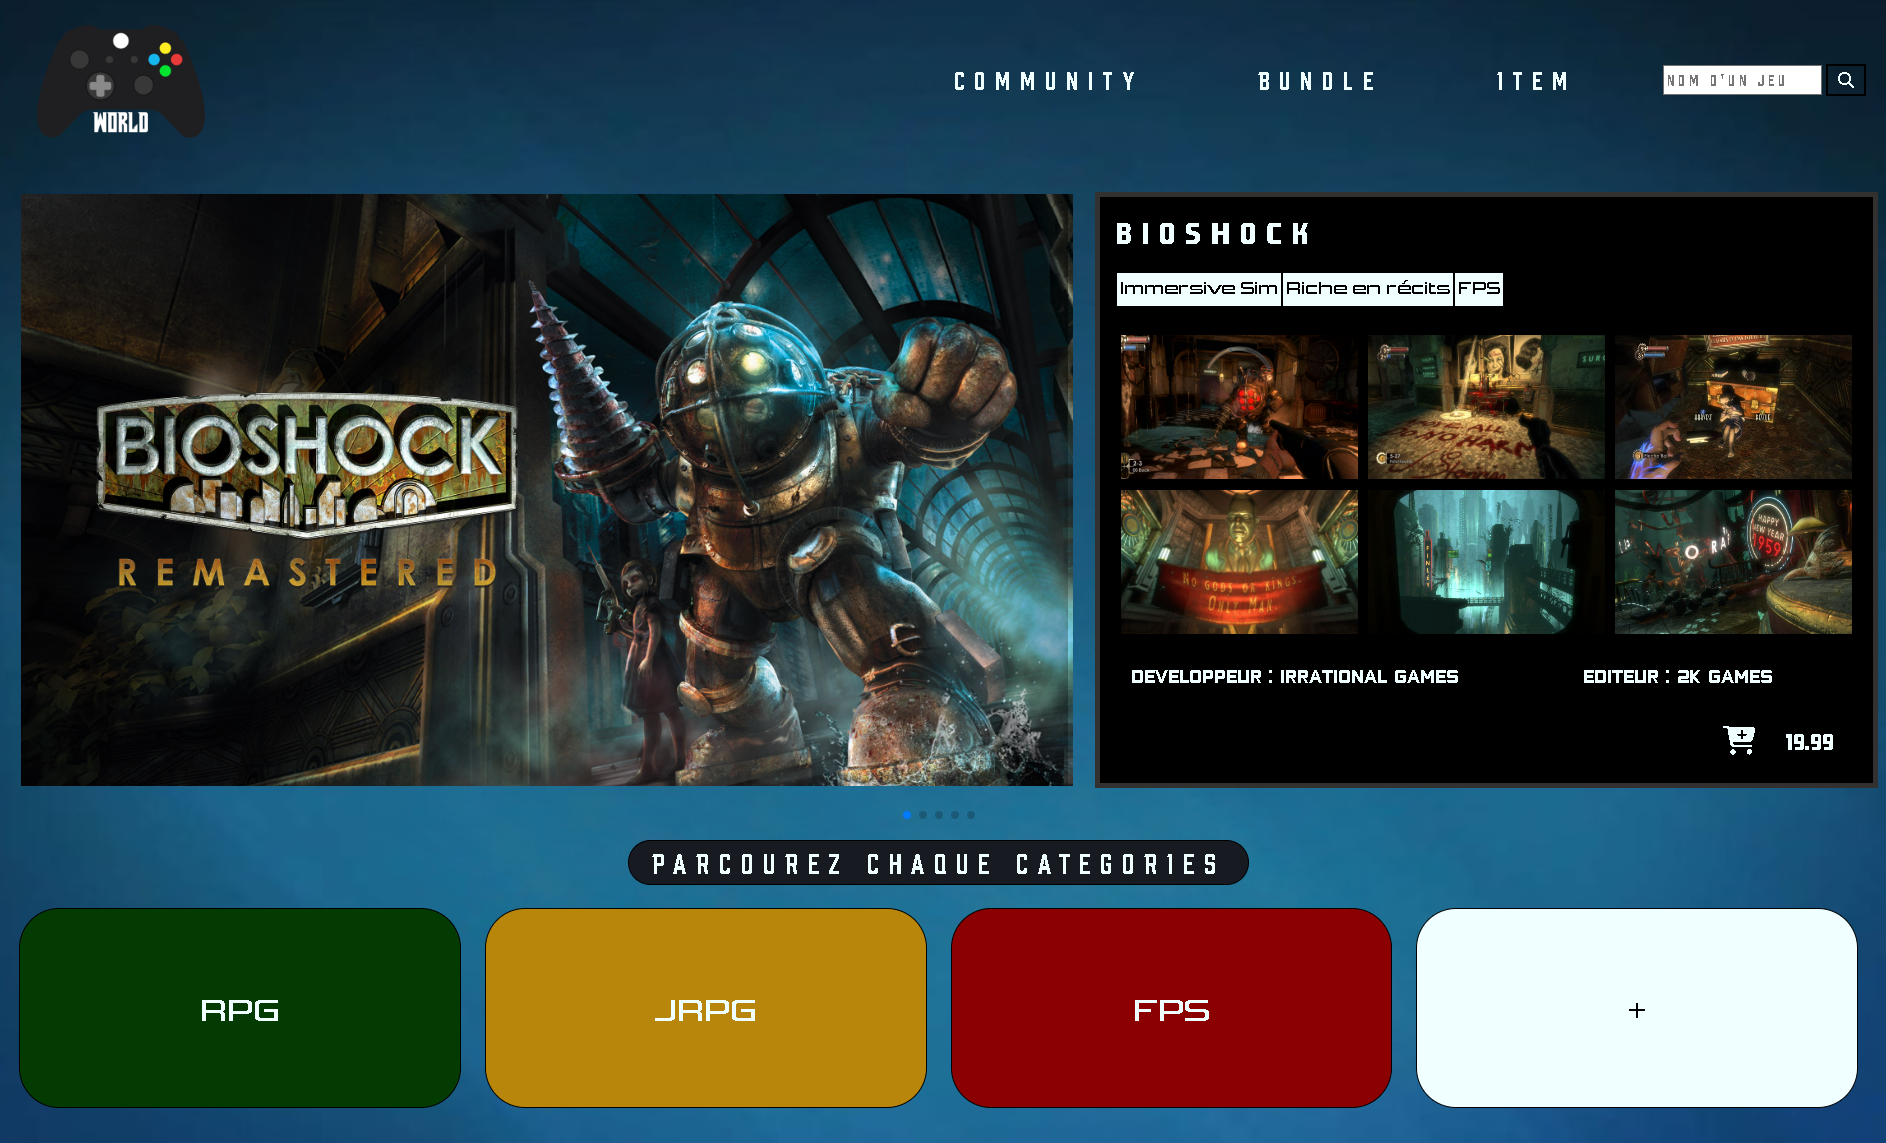 WORLD
COMMUNITY
BUNDLE
ITEM
NOM D'UN JEU
BIOSHOCK
REMASTERED
BIOSHOCK
Immersive Sim
Riche en récits
FPS
NO GODS OR KINGS.
ONLY MAN.
HAPPY
NEW YEAR
1959
DEVELOPPEUR : IRRATIONAL GAMES
EDITEUR : 2K GAMES
19.99
PARCOUREZ CHAQUE CATEGORIES
RPG
JRPG
FPS
+